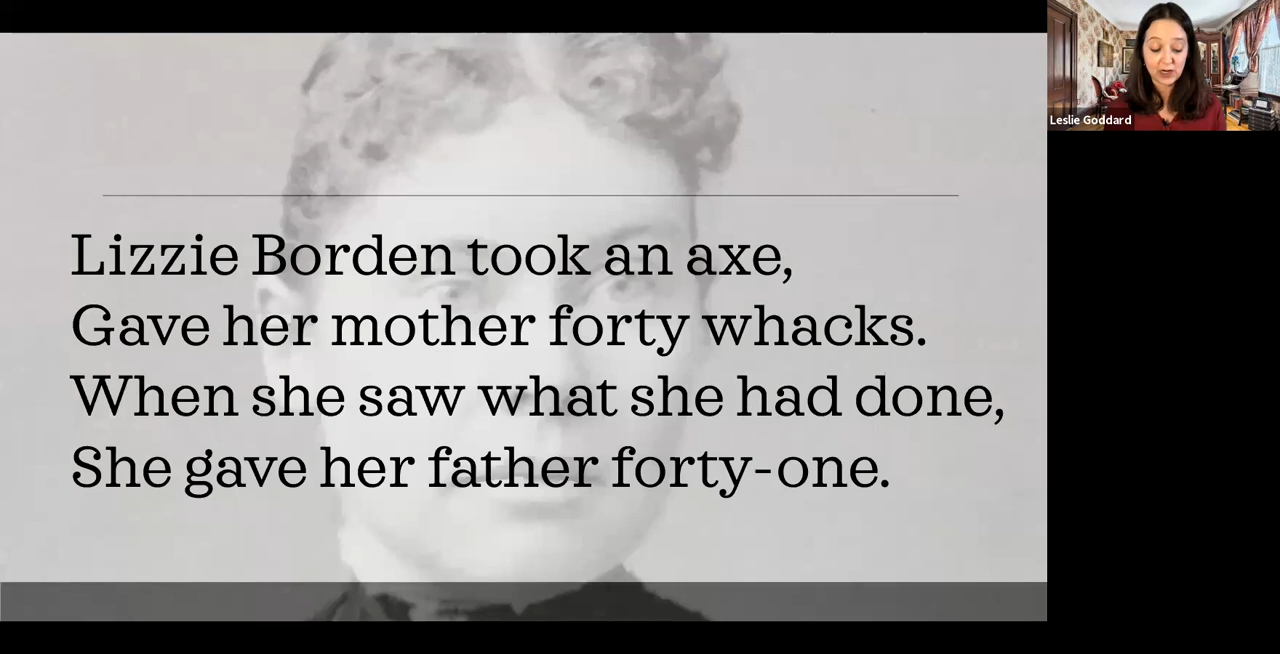 Lizzie Borden took an axe,
Gave her mother forty whacks.
When she saw what she had done,
She gave her father forty-one.
Leslie Goddard